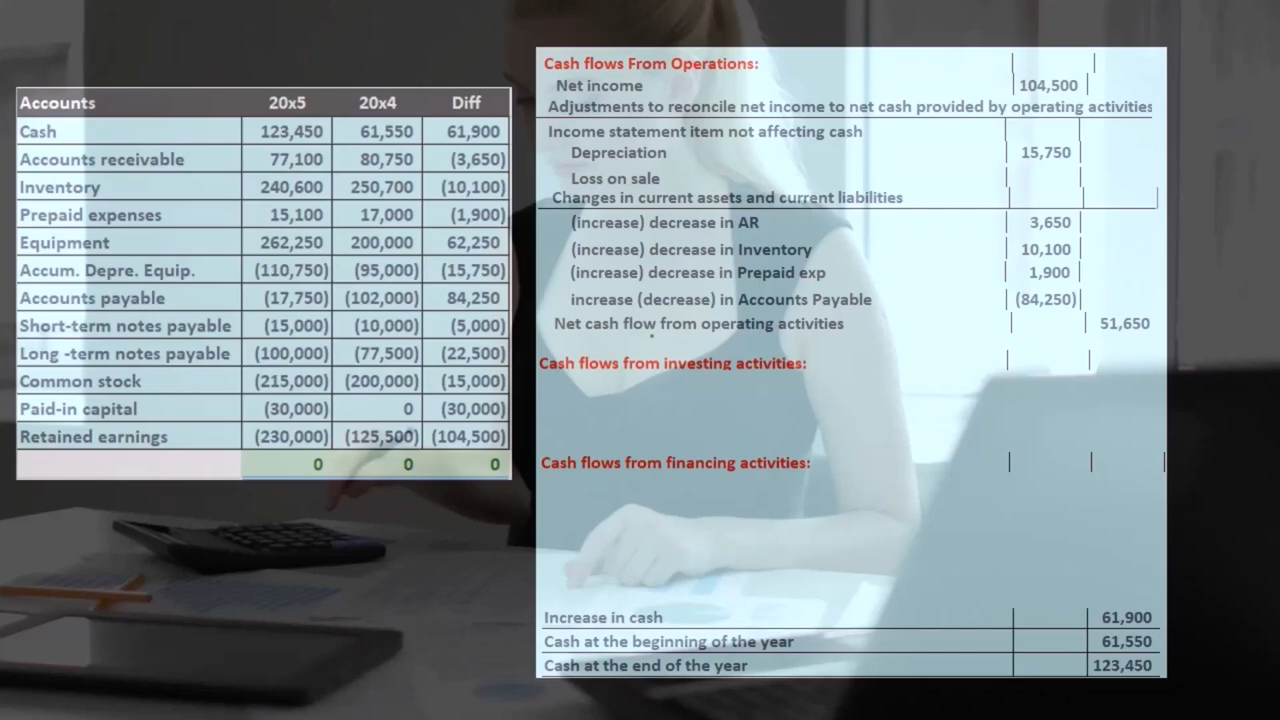 Accounts 20x5 20x4 Diff
Cash 123,450 61,550 61,900
Accounts receivable 77,100 80,750 (3,650)
Inventory 240,600 250,700 (10,100)
Prepaid expenses 15,100 17,000 (1,900)
Equipment 262,250 200,000 62,250
Accum. Depre. Equip. (110,750) (95,000) (15,750)
Accounts payable (17,750) (102,000) 84,250
Short-term notes payable (15,000) (10,000) (5,000)
Long -term notes payable (100,000) (77,500) (22,500)
Common stock (215,000) (200,000) (15,000)
Paid-in capital (30,000) 0 (30,000)
Retained earnings (230,000) (125,500) (104,500)
0 0 0
Cash flows From Operations:
Net income 104,500
Adjustments to reconcile net income to net cash provided by operating activities
Income statement item not affecting cash
Depreciation 15,750
Loss on sale
Changes in current assets and current liabilities
(increase) decrease in AR 3,650
(increase) decrease in Inventory 10,100
(increase) decrease in Prepaid exp 1,900
increase (decrease) in Accounts Payable (84,250)
Net cash flow from operating activities 51,650
Cash flows from investing activities:
Cash flows from financing activities:
Increase in cash 61,900
Cash at the beginning of the year 61,550
Cash at the end of the year 123,450